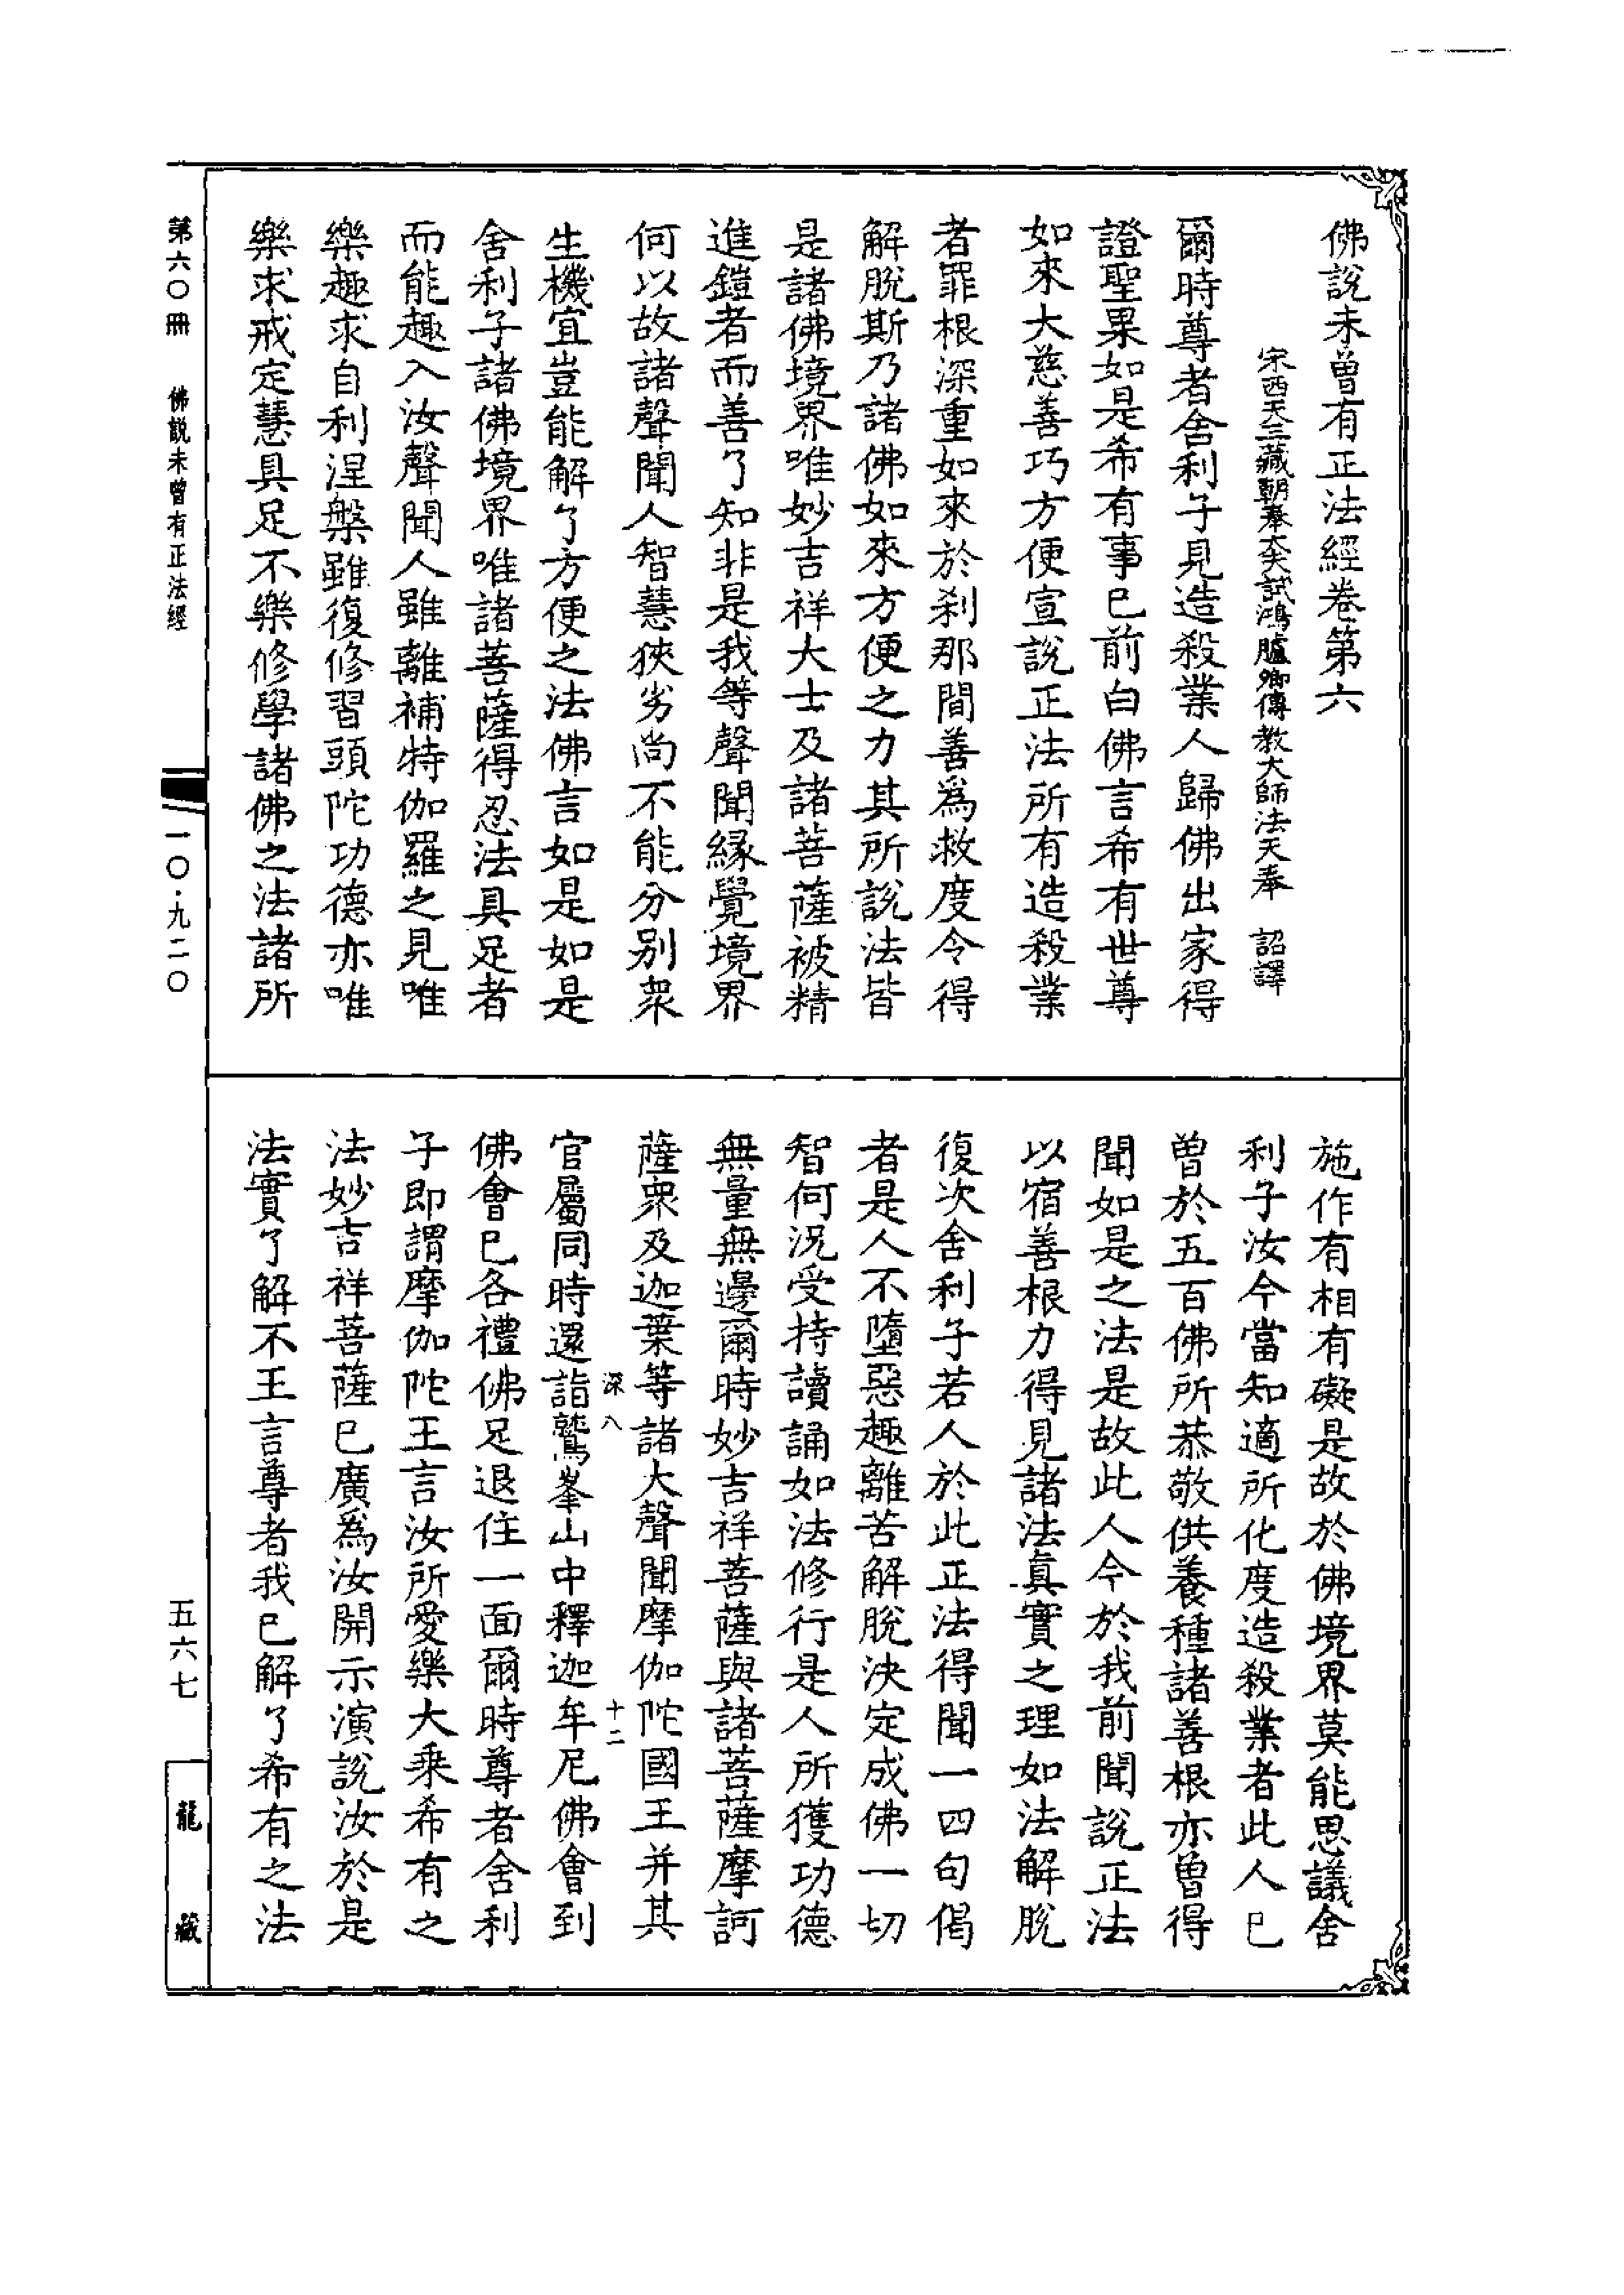 佛說未曾有正法經卷第六
宋西天三藏朝奉大夫試鴻臚卿傳教大師法天奉　詔譯
爾時尊者舍利子見造殺業人歸佛出家得
證聖果如是希有事已前白佛言希有世尊
如來大慈善巧方便宣說正法所有造殺業
者罪根深重如來於刹那間善爲救度令得
解脫斯乃諸佛如來方便之力其所說法皆
是諸佛境界唯妙吉祥大士及諸菩薩被精
進鎧者而善了知非是我等聲聞緣覺境界
何以故諸聲聞人智慧狹劣尚不能分別衆
生機宜豈能解了方便之法佛言如是如是
舍利子諸佛境界唯諸菩薩得忍法具足者
而能趣入汝聲聞人雖離補特伽羅之見唯
樂趣求自利涅槃雖復修習頭陀功德亦唯
樂求戒定慧具足不樂修學諸佛之法諸所
施作有相有礙是故於佛境界莫能思議舍
利子汝今當知適所化度造殺業者此人已
曾於五百佛所恭敬供養種諸善根亦曾得
聞如是之法是故此人今於我前聞說正法
以宿善根力得見諸法真實之理如法解脫
復次舍利子若人於此正法得聞一四句偈
者是人不墮惡趣離苦解脫決定成佛一切
智何況受持讀誦如法修行是人所獲功德
無量無邊爾時妙吉祥菩薩與諸菩薩摩訶
薩衆及迦葉等諸大聲聞摩伽陀國王并其
深八　十二
官屬同時還詣鷲峯山中釋迦牟尼佛會到
佛會已各禮佛足退住一面爾時尊者舍利
子即謂摩伽陀王言汝所愛樂大乘希有之
法妙吉祥菩薩已廣爲汝開示演說汝於是
法實了解不王言尊者我已解了希有之法
第六〇冊　佛說未曾有正法經
一〇·九二〇
五六七
龍藏